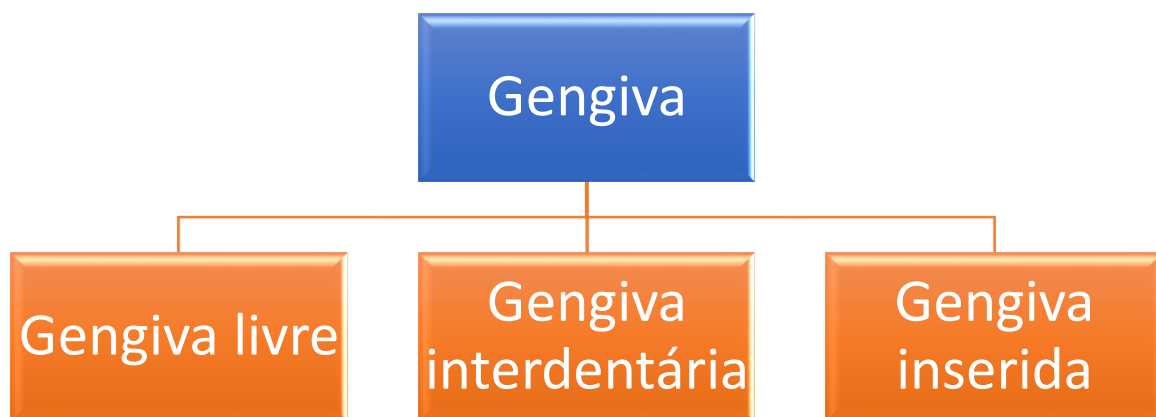 Gengiva
Gengiva livre
Gengiva
interdentária
Gengiva
inserida